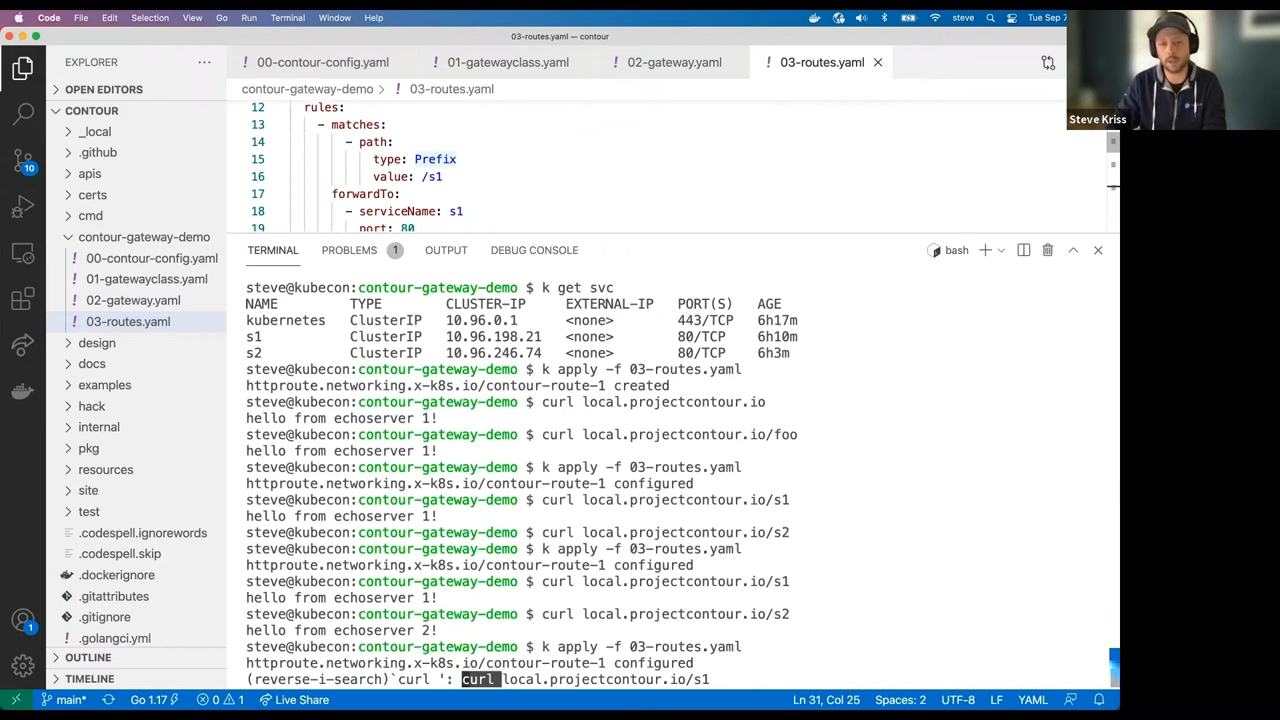 Code File Edit Selection View Go Run Terminal Window Help steve Tue Sep 7
03-routes.yaml — contour
EXPLORER
OPEN EDITORS
CONTOUR
_local
.github
apis
certs
cmd
contour-gateway-demo
! 00-contour-config.yaml
! 01-gatewayclass.yaml
! 02-gateway.yaml
! 03-routes.yaml
design
docs
examples
hack
internal
pkg
resources
site
test
.codespell.ignorewords
.codespell.skip
.dockerignore
.gitattributes
.gitignore
! .golangci.yml
OUTLINE
TIMELINE
10
1
! 00-contour-config.yaml ! 01-gatewayclass.yaml ! 02-gateway.yaml ! 03-routes.yaml
contour-gateway-demo > ! 03-routes.yaml
12 rules:
13 - matches:
14 - path:
15 type: Prefix
16 value: /s1
17 forwardTo:
18 - serviceName: s1
19 port: 80
TERMINAL PROBLEMS 1 OUTPUT DEBUG CONSOLE bash
steve@kubecon:contour-gateway-demo $ k get svc
NAME TYPE CLUSTER-IP EXTERNAL-IP PORT(S) AGE
kubernetes ClusterIP 10.96.0.1 <none> 443/TCP 6h17m
s1 ClusterIP 10.96.198.21 <none> 80/TCP 6h10m
s2 ClusterIP 10.96.246.74 <none> 80/TCP 6h3m
steve@kubecon:contour-gateway-demo $ k apply -f 03-routes.yaml
httproute.networking.x-k8s.io/contour-route-1 created
steve@kubecon:contour-gateway-demo $ curl local.projectcontour.io
hello from echoserver 1!
steve@kubecon:contour-gateway-demo $ curl local.projectcontour.io/foo
hello from echoserver 1!
steve@kubecon:contour-gateway-demo $ k apply -f 03-routes.yaml
httproute.networking.x-k8s.io/contour-route-1 configured
steve@kubecon:contour-gateway-demo $ curl local.projectcontour.io/s1
hello from echoserver 1!
steve@kubecon:contour-gateway-demo $ curl local.projectcontour.io/s2
steve@kubecon:contour-gateway-demo $ k apply -f 03-routes.yaml
httproute.networking.x-k8s.io/contour-route-1 configured
steve@kubecon:contour-gateway-demo $ curl local.projectcontour.io/s1
hello from echoserver 1!
steve@kubecon:contour-gateway-demo $ curl local.projectcontour.io/s2
hello from echoserver 2!
steve@kubecon:contour-gateway-demo $ k apply -f 03-routes.yaml
httproute.networking.x-k8s.io/contour-route-1 configured
(reverse-i-search)`curl ': curl local.projectcontour.io/s1
main* Go 1.17 0 1 Live Share Ln 31, Col 25 Spaces: 2 UTF-8 LF YAML
Steve Kriss